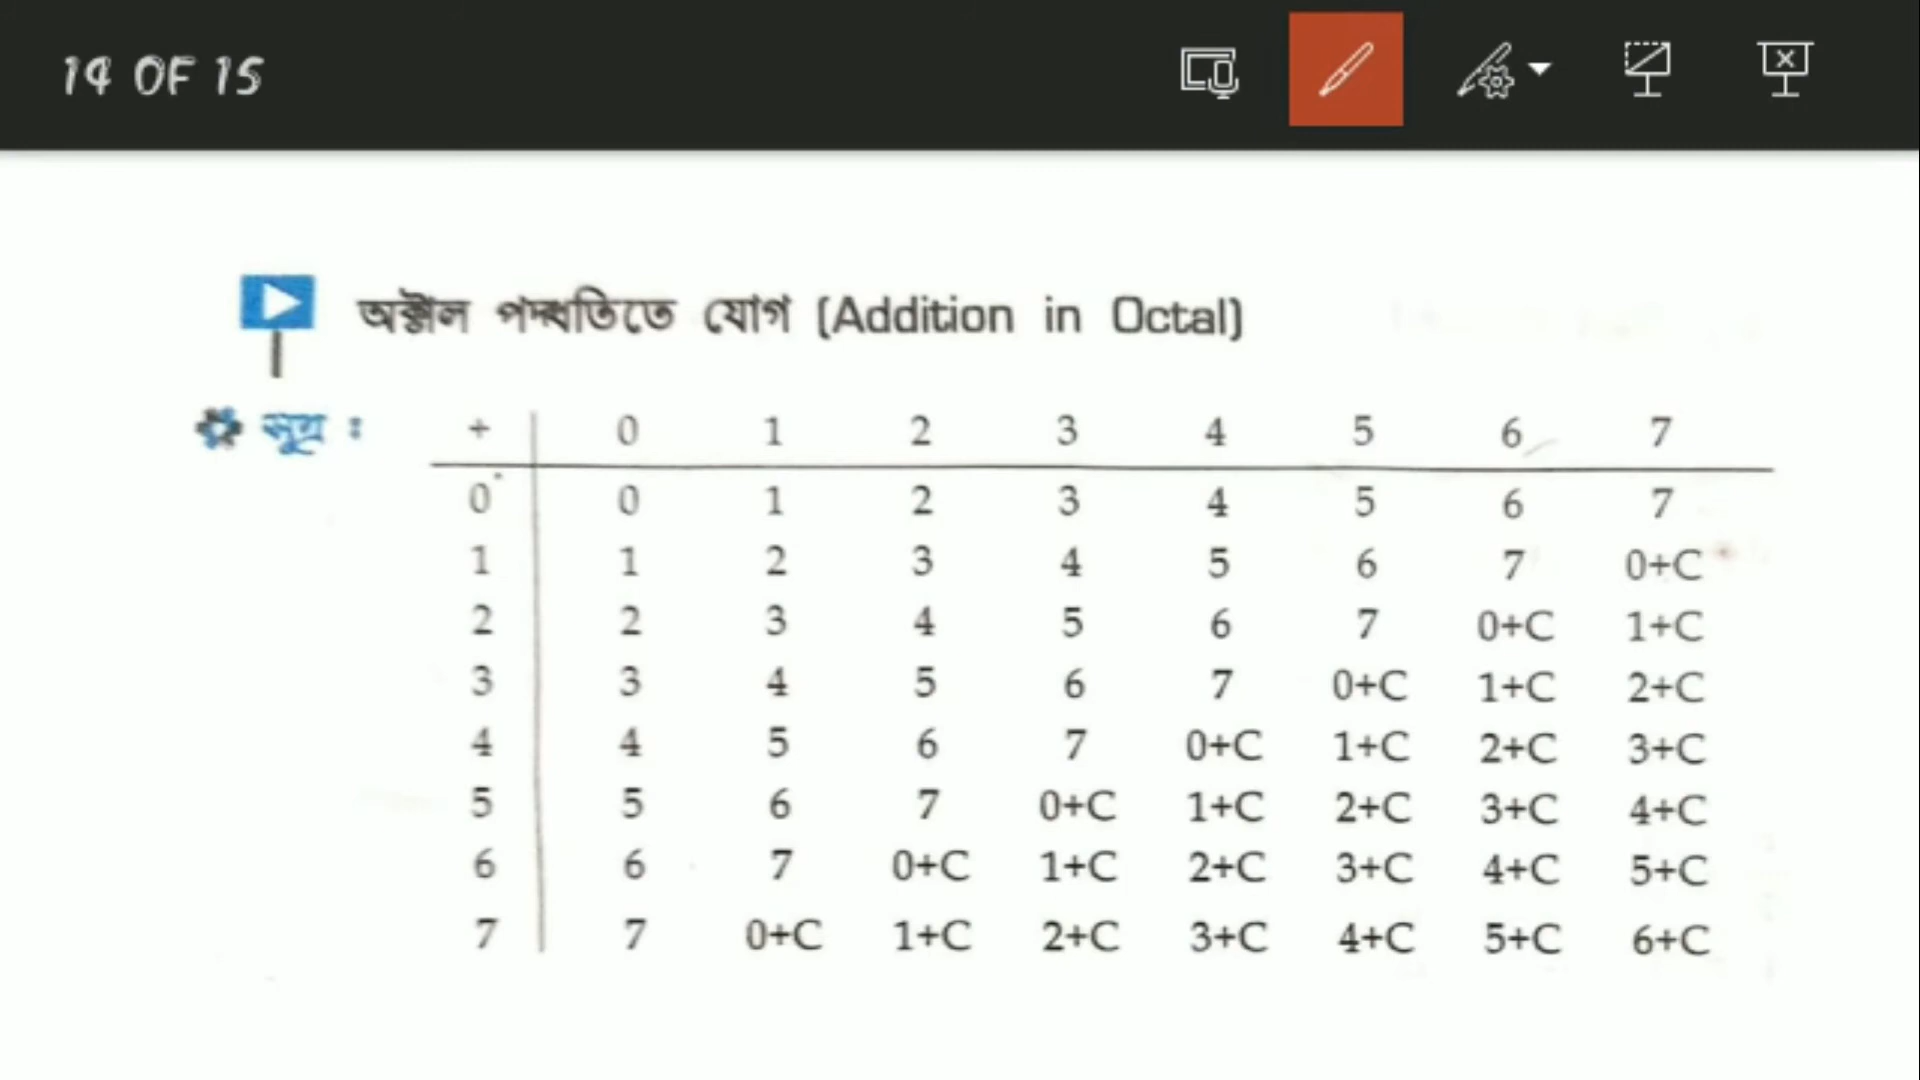 14 OF 15
অক্টাল পদ্ধতিতে যোগ (Addition in Octal)
সূত্র : + 0 1 2 3 4 5 6 7
0 0 1 2 3 4 5 6 7
1 1 2 3 4 5 6 7 0+C
2 2 3 4 5 6 7 0+C 1+C
3 3 4 5 6 7 0+C 1+C 2+C
4 4 5 6 7 0+C 1+C 2+C 3+C
5 5 6 7 0+C 1+C 2+C 3+C 4+C
6 6 7 0+C 1+C 2+C 3+C 4+C 5+C
7 7 0+C 1+C 2+C 3+C 4+C 5+C 6+C